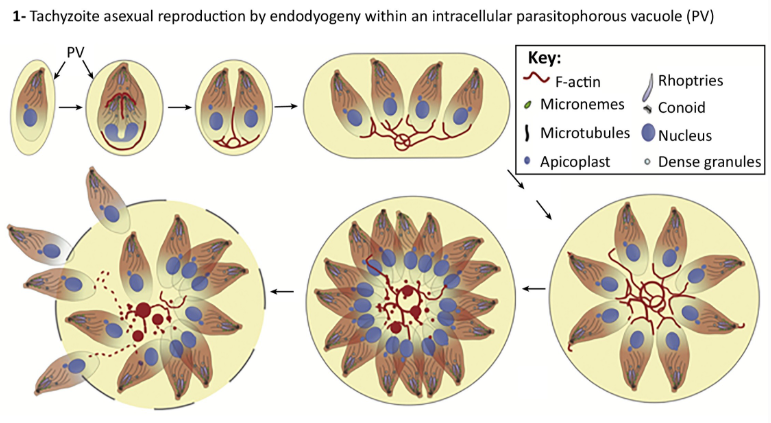 1- Tachyzoite asexual reproduction by endodyogeny within an intracellular parasitophorous vacuole (PV)
PV
Key:
F-actin
Micronemes
Microtubules
Apicoplast
Rhoptries
Conoid
Nucleus
Dense granules